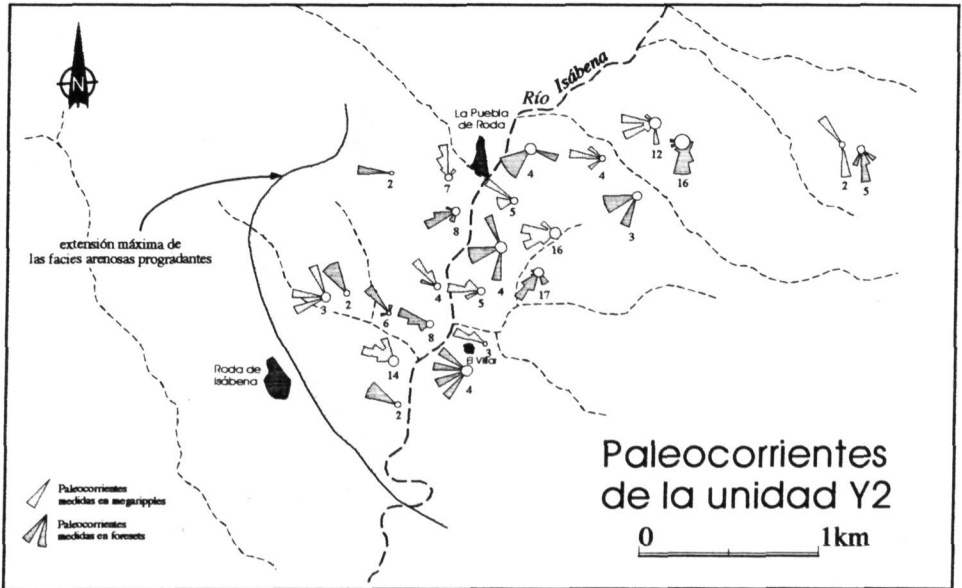 N
Río Isábena
La Puebla
de Roda
12
16
4
4
2
5
2
7
5
3
8
16
4
17
4
5
3
2
6
8
3
El Villar
14
4
2
extensión máxima de
las facies arenosas progradantes
Roda de
Isábena
Paleocorrientes
medidas en megaripples
Paleocorrientes
medidas en foresets
Paleocorrientes
de la unidad Y2
0 1km